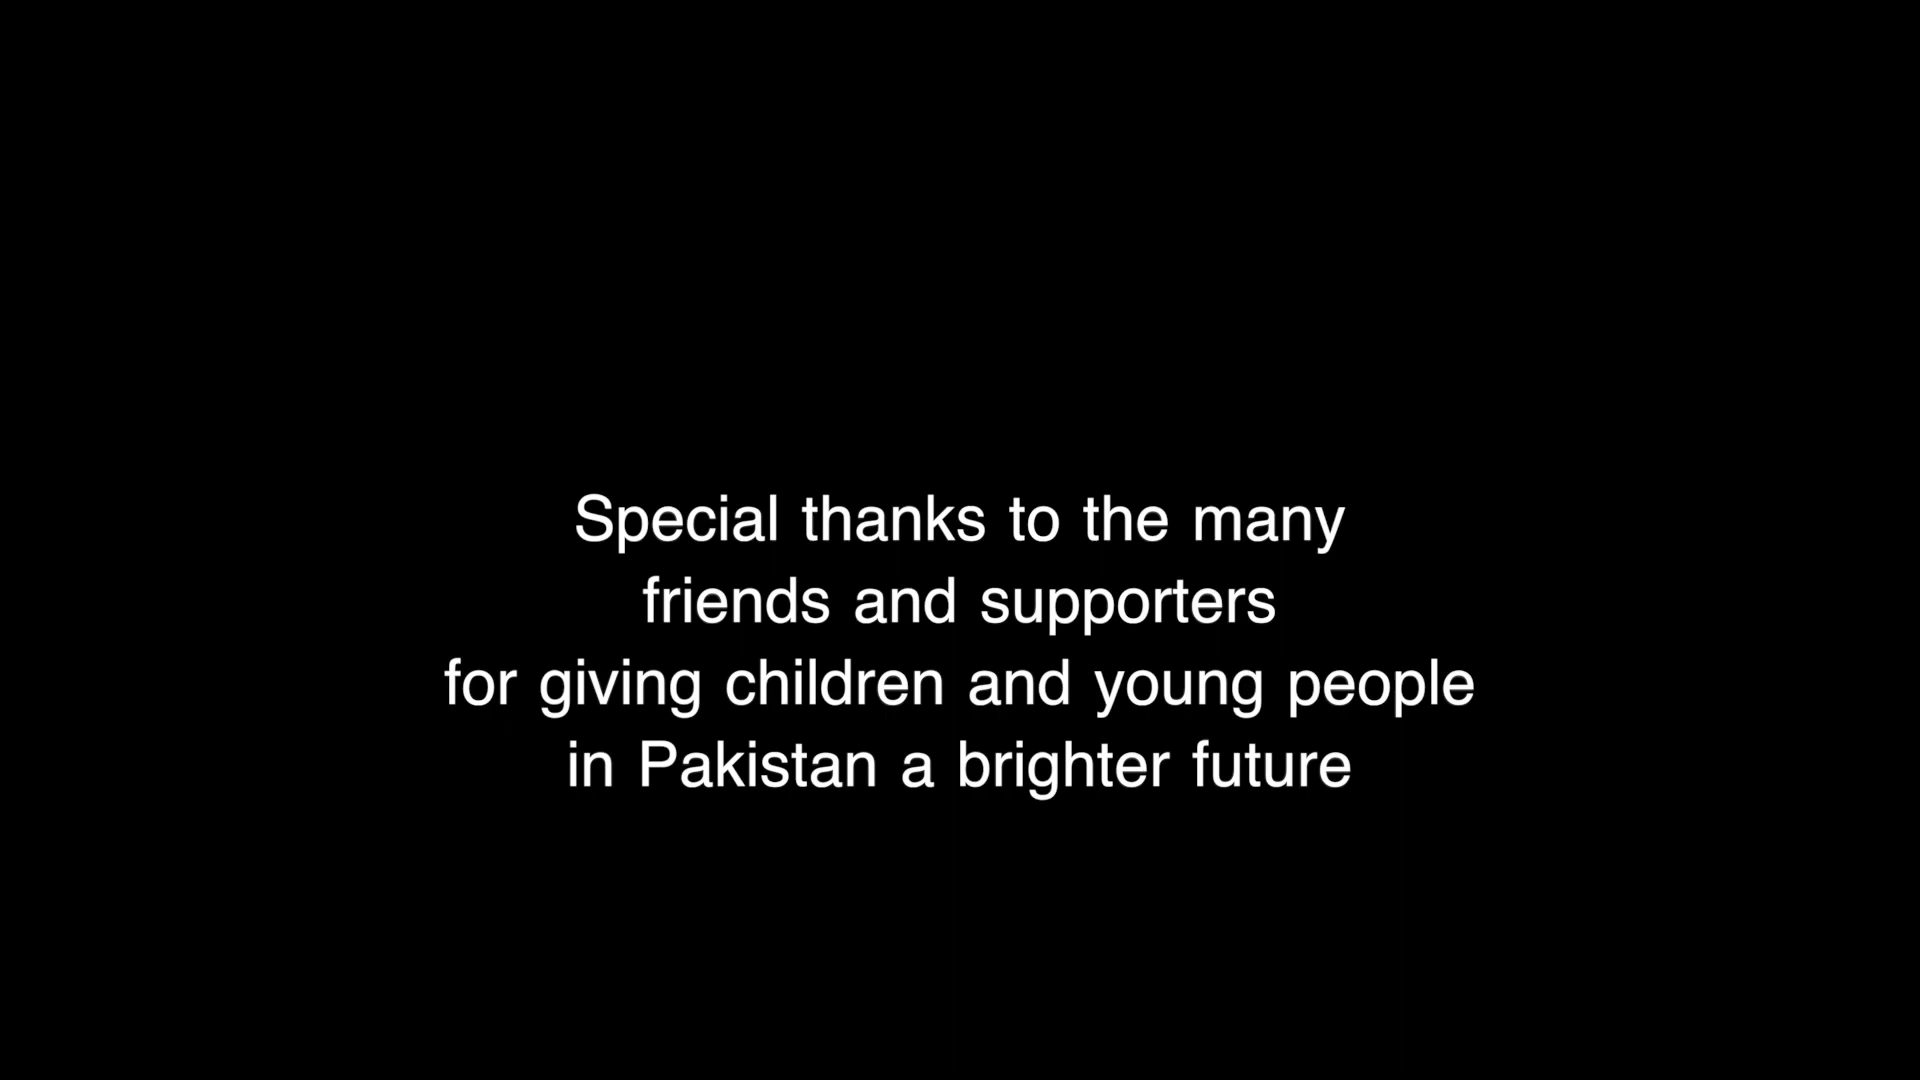 Special thanks to the many
friends and supporters
for giving children and young people
in Pakistan a brighter future